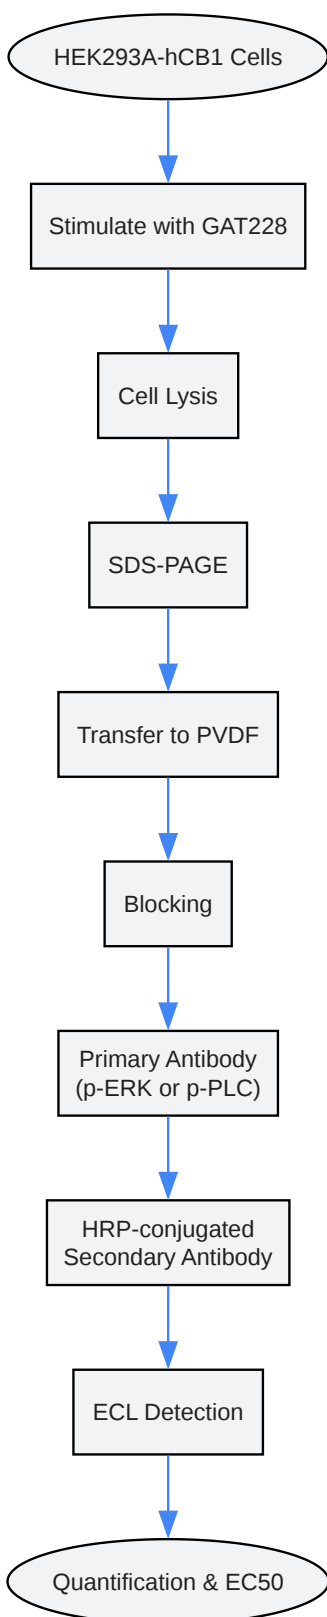 HEK293A-hCB1 Cells
Stimulate with GAT228
Cell Lysis
SDS-PAGE
Transfer to PVDF
Blocking
Primary Antibody
(p-ERK or p-PLC)
HRP-conjugated
Secondary Antibody
ECL Detection
Quantification & EC50